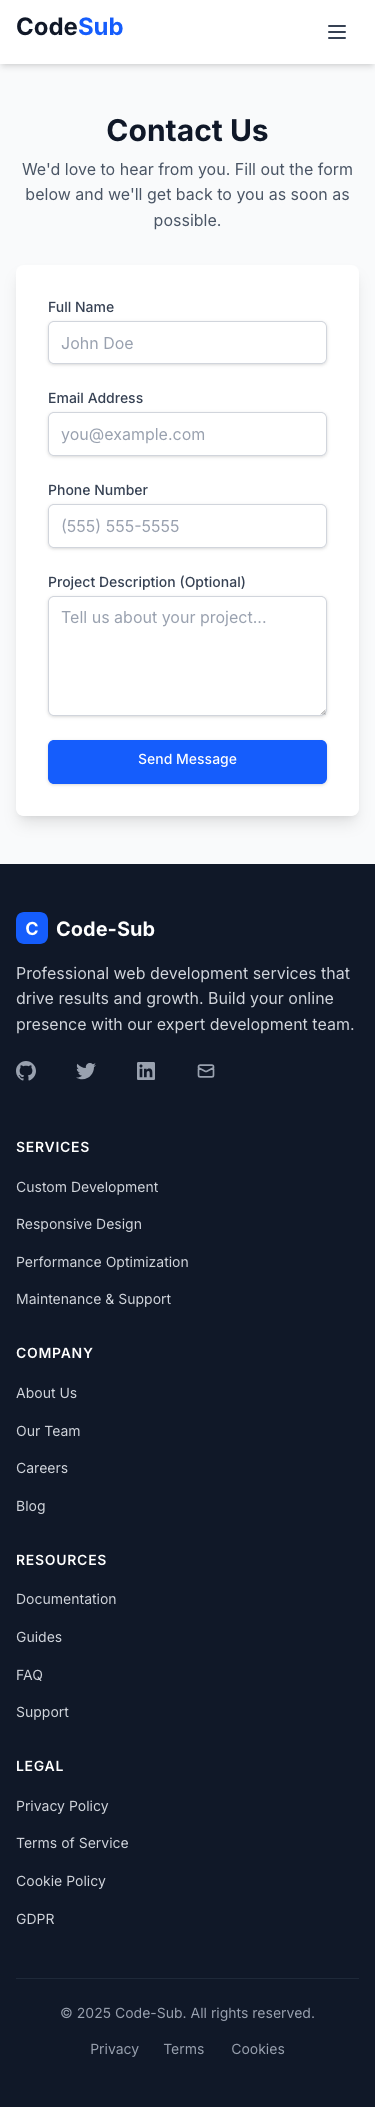 CodeSub
Contact Us
We'd love to hear from you. Fill out the form
below and we'll get back to you as soon as
possible.
Full Name
John Doe
Email Address
you@example.com
Phone Number
(555) 555-5555
Project Description (Optional)
Tell us about your project...
Send Message
C Code-Sub
Professional web development services that
drive results and growth. Build your online
presence with our expert development team.
SERVICES
Custom Development
Responsive Design
Performance Optimization
Maintenance & Support
COMPANY
About Us
Our Team
Careers
Blog
RESOURCES
Documentation
Guides
FAQ
Support
LEGAL
Privacy Policy
Terms of Service
Cookie Policy
GDPR
© 2025 Code-Sub. All rights reserved.
Privacy Terms Cookies